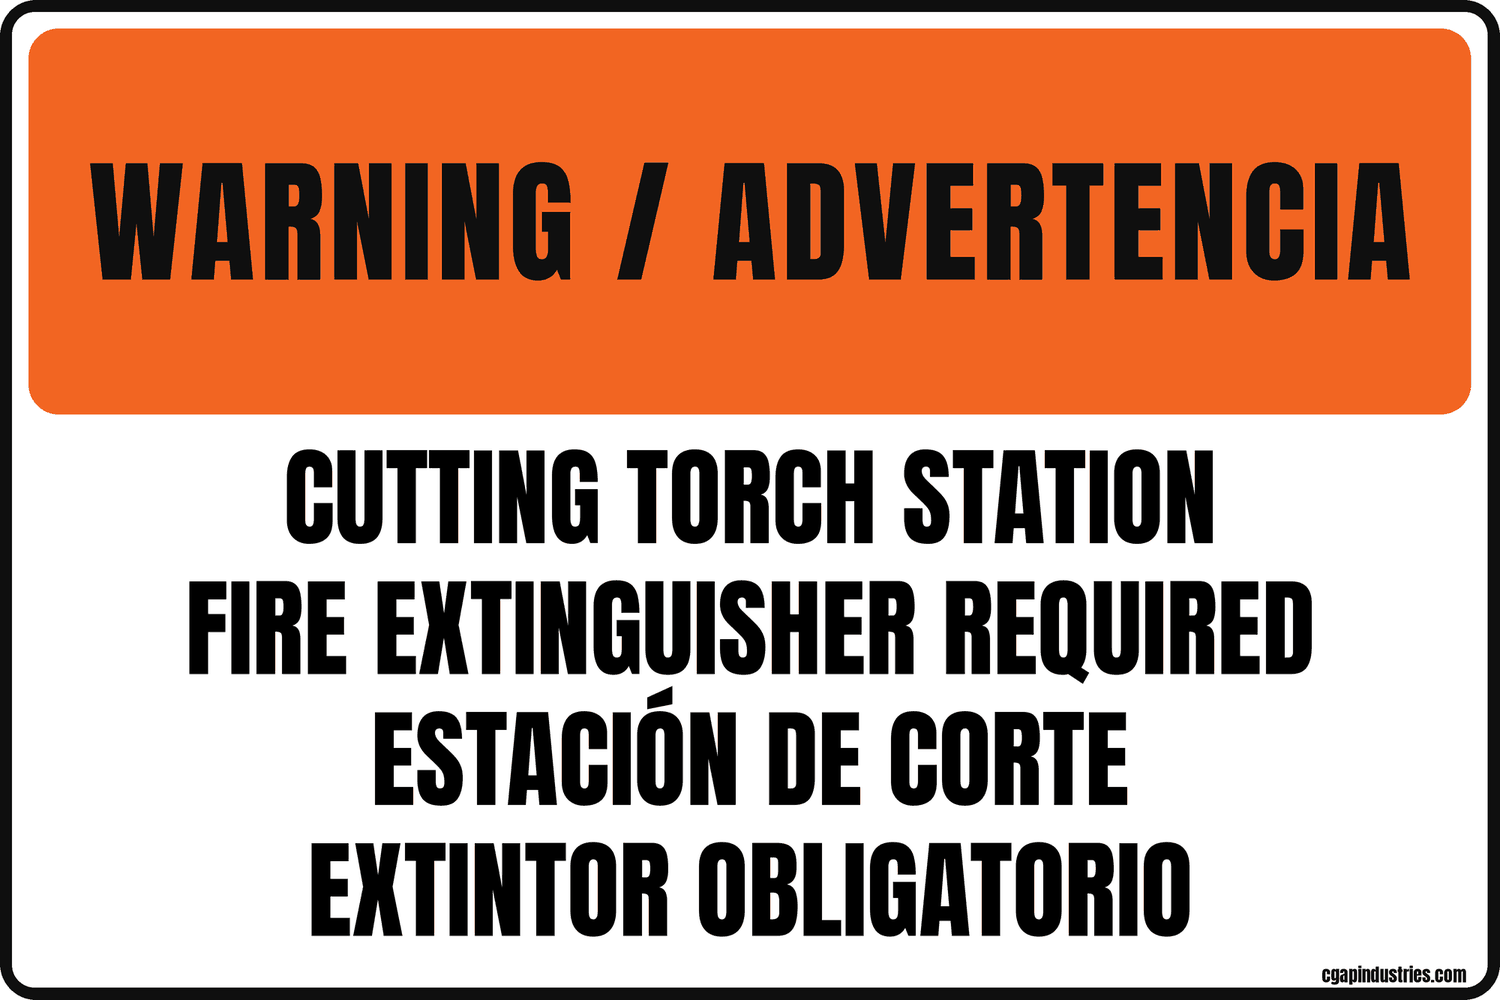 WARNING / ADVERTENCIA
CUTTING TORCH STATION
FIRE EXTINGUISHER REQUIRED
ESTACIÓN DE CORTE
EXTINTOR OBLIGATORIO
cgapindustries.com